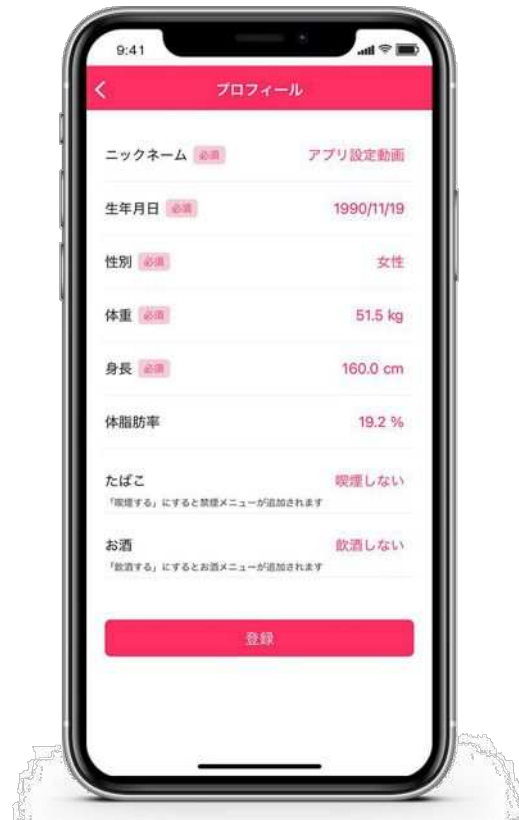 9:41
プロフィール
ニックネーム 必須 アプリ設定動画
生年月日 必須 1990/11/19
性別 必須 女性
体重 必須 51.5 kg
身長 必須 160.0 cm
体脂肪率 19.2 %
たばこ 喫煙しない
「喫煙する」にすると禁煙メニューが追加されます
お酒 飲酒しない
「飲酒する」にするとお酒メニューが追加されます
登録